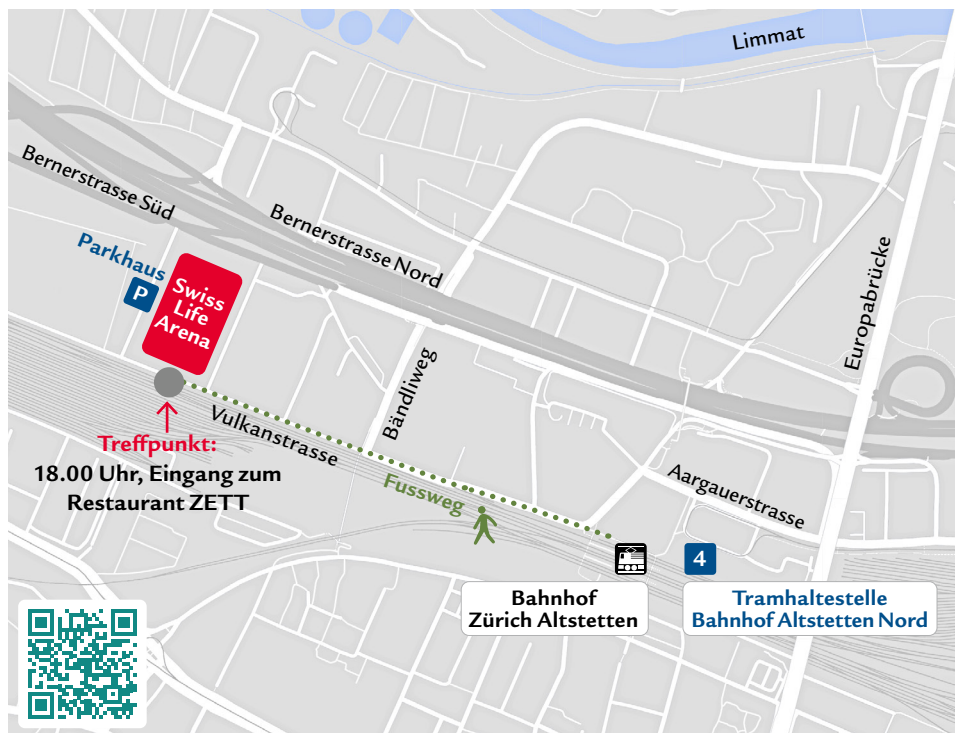 Limmat
Bernerstrasse Süd
Bernerstrasse Nord
Europabrücke
Parkhaus
P
Swiss
Life
Arena
Bändliweg
Vulkanstrasse
Treffpunkt:
18.00 Uhr, Eingang zum
Restaurant ZETT
Fussweg
Aargauerstrasse
4
Bahnhof
Zürich Altstetten
Tramhaltestelle
Bahnhof Altstetten Nord